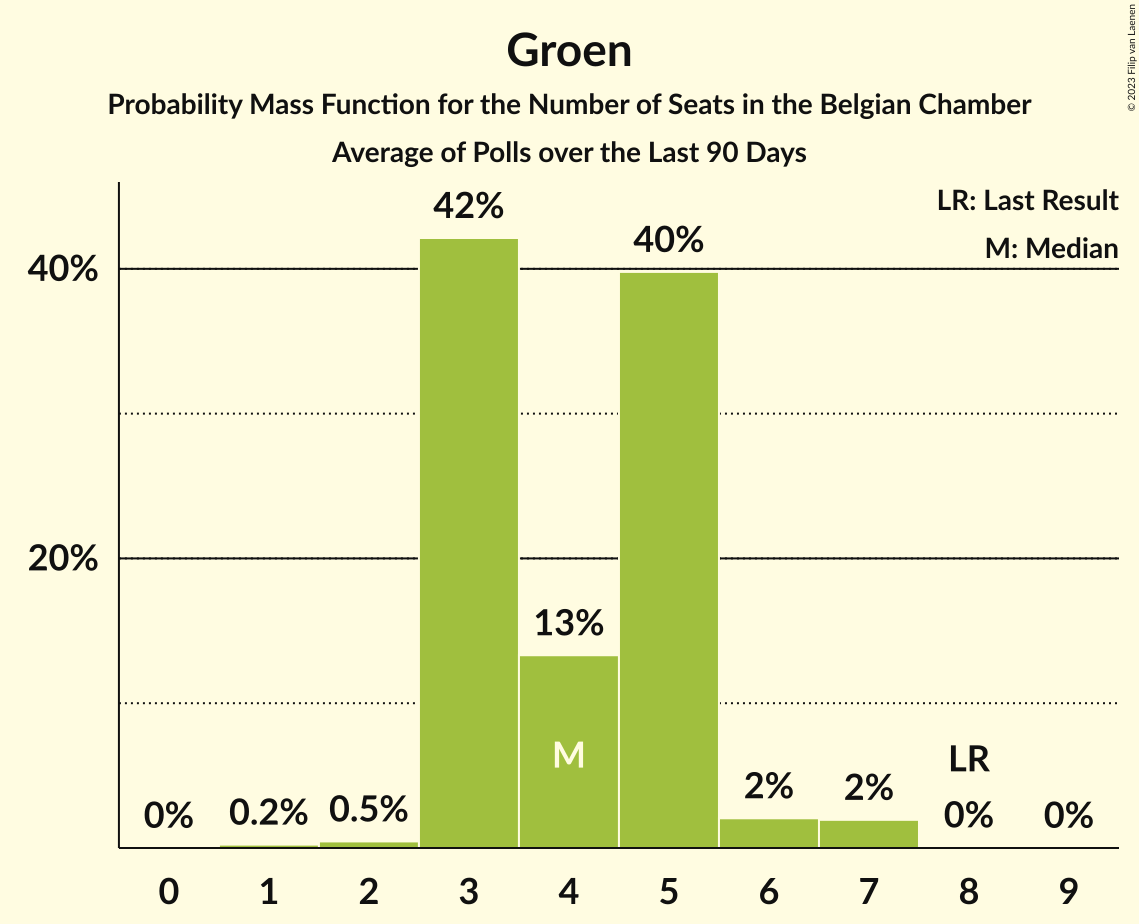 Groen
Probability Mass Function for the Number of Seats in the Belgian Chamber
Average of Polls over the Last 90 Days
© 2023 Filip van Laenen
LR: Last Result
M: Median
42%
40%
40%
20%
13%
M
LR
0%
0.2%
0.5%
2%
2%
0%
0%
0 1 2 3 4 5 6 7 8 9